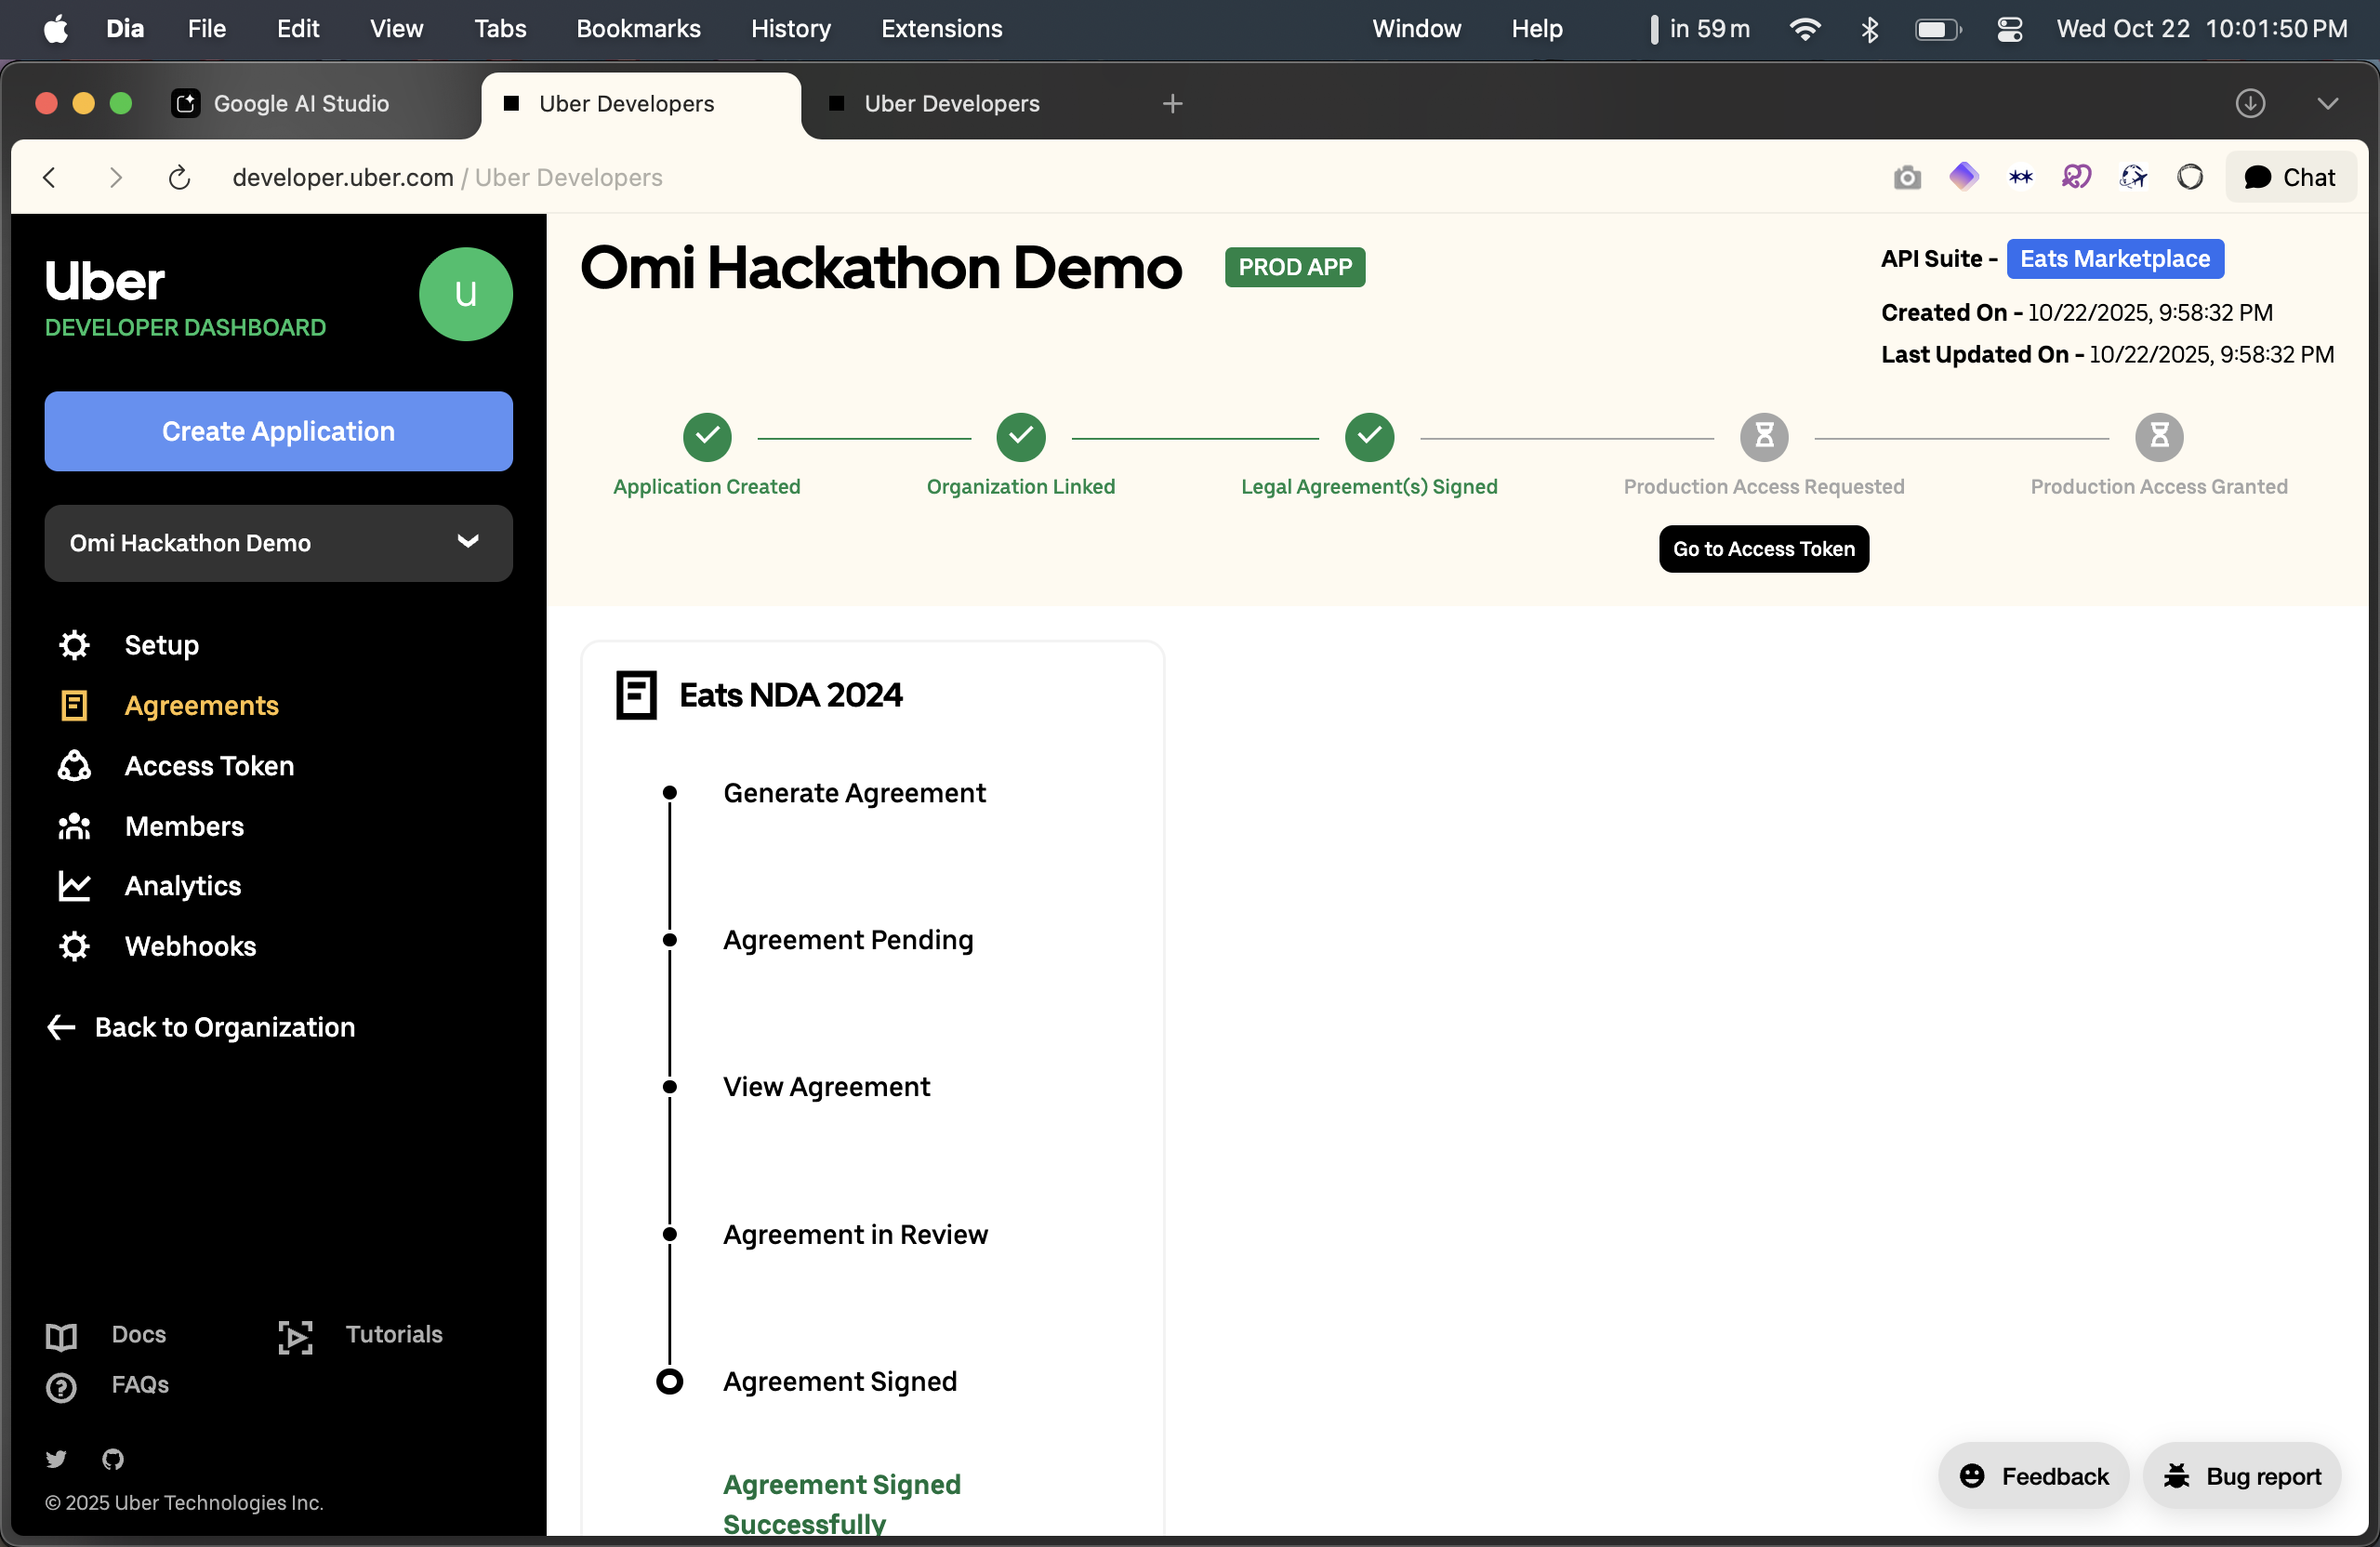 Dia File Edit View Tabs Bookmarks History Extensions Window Help in 59m Wed Oct 22 10:01:50 PM
Google AI Studio Uber Developers Uber Developers
developer.uber.com / Uber Developers Chat
Uber
DEVELOPER DASHBOARD
U
Create Application
Omi Hackathon Demo
Setup
Agreements
Access Token
Members
Analytics
Webhooks
Back to Organization
Docs Tutorials
FAQs
© 2025 Uber Technologies Inc.
Omi Hackathon Demo PROD APP
API Suite - Eats Marketplace
Created On - 10/22/2025, 9:58:32 PM
Last Updated On - 10/22/2025, 9:58:32 PM
Application Created Organization Linked Legal Agreement(s) Signed Production Access Requested Production Access Granted
Go to Access Token
Eats NDA 2024
Generate Agreement
Agreement Pending
View Agreement
Agreement in Review
Agreement Signed
Agreement Signed
Successfully
Feedback Bug report